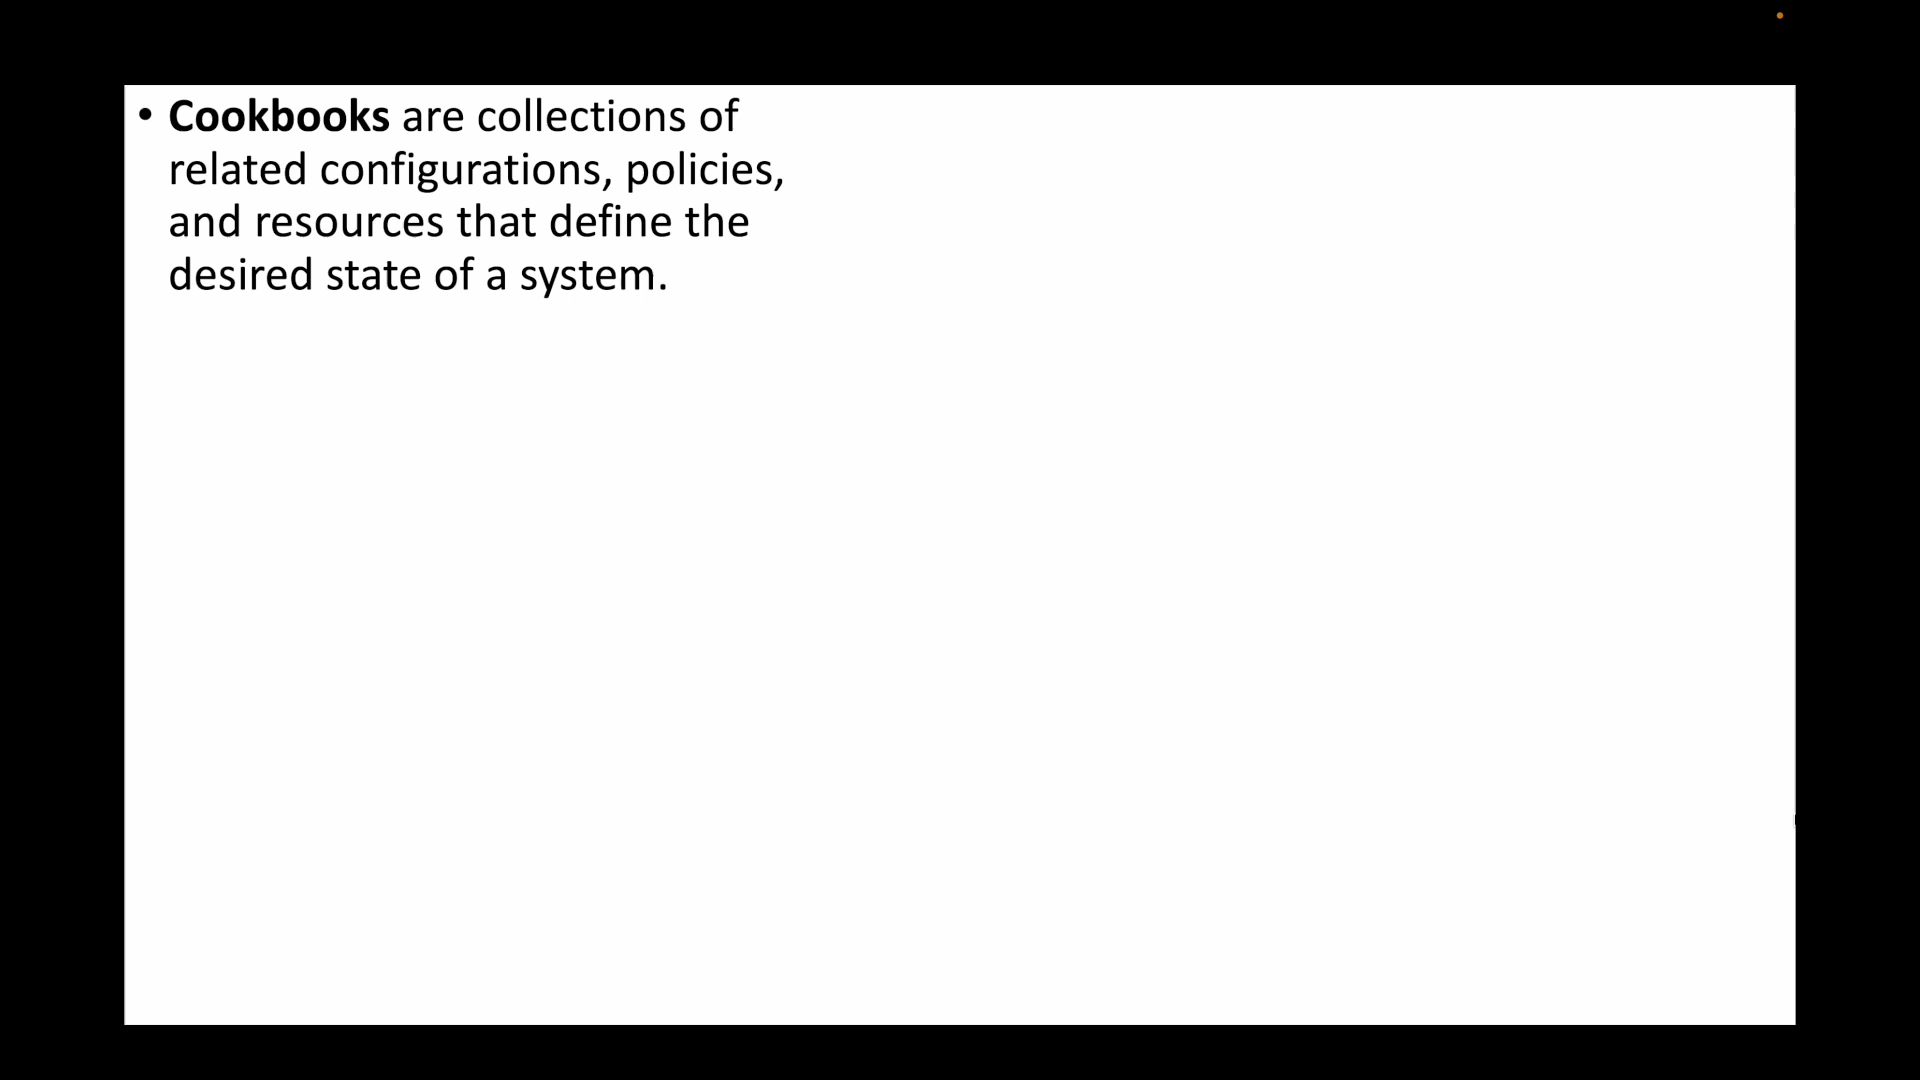 • Cookbooks are collections of
related configurations, policies,
and resources that define the
desired state of a system.